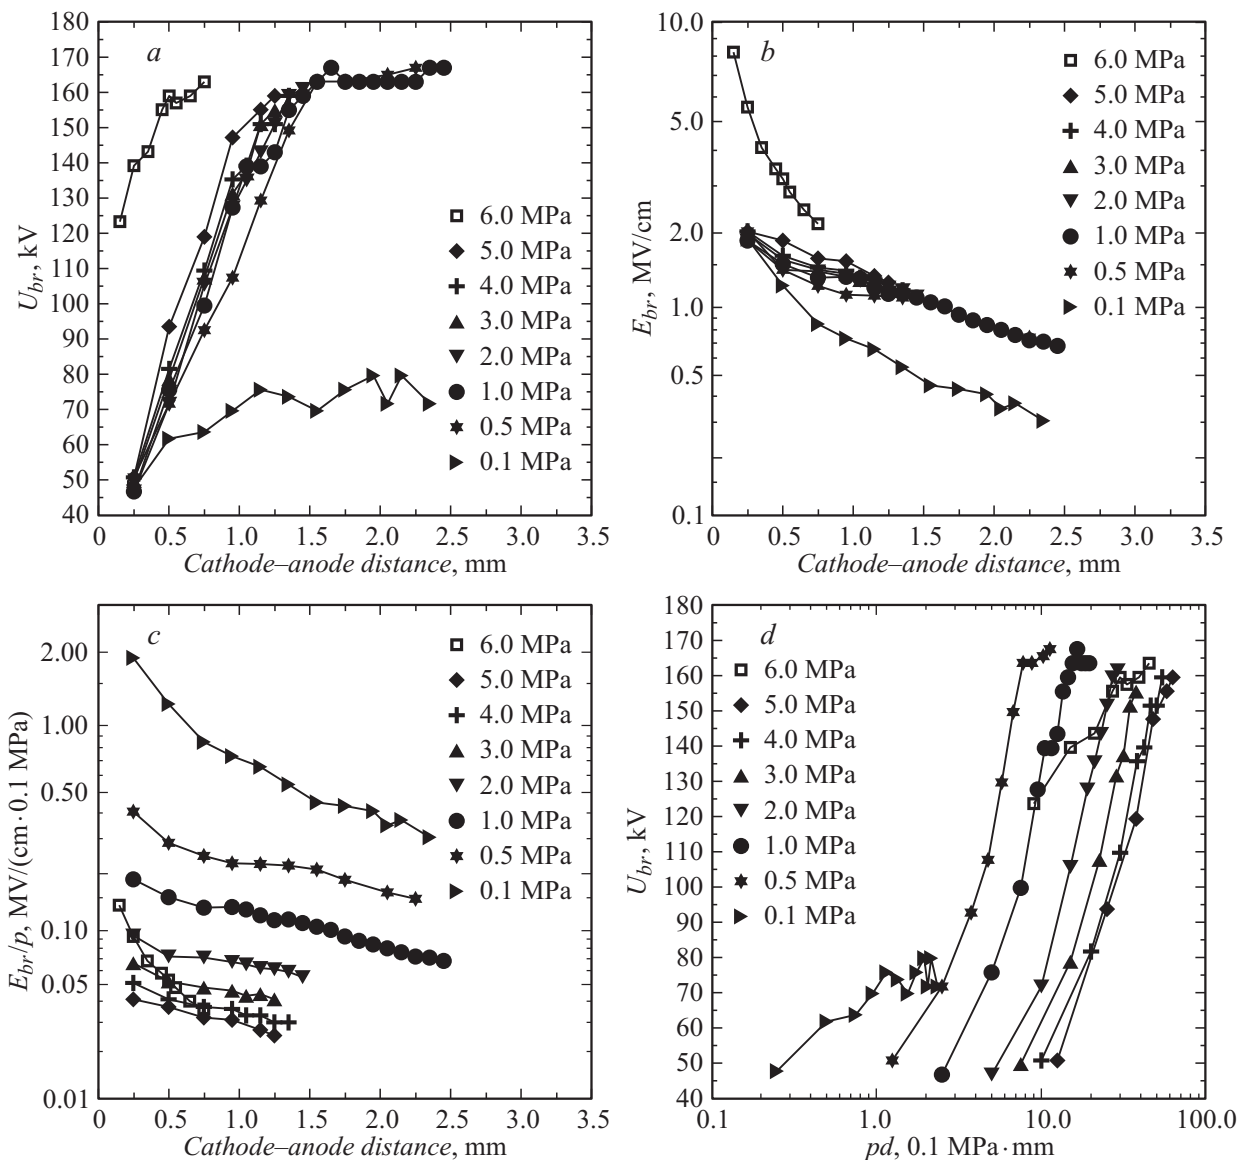 180
170
160
150
140
130
120
110
100
90
80
70
60
50
40
U_br, kV
a
6.0 MPa
5.0 MPa
4.0 MPa
3.0 MPa
2.0 MPa
1.0 MPa
0.5 MPa
0.1 MPa
0 0.5 1.0 1.5 2.0 2.5 3.0 3.5
Cathode–anode distance, mm
10.0
5.0
2.0
1.0
0.5
0.1
E_br, MV/cm
b
6.0 MPa
5.0 MPa
4.0 MPa
3.0 MPa
2.0 MPa
1.0 MPa
0.5 MPa
0.1 MPa
0 0.5 1.0 1.5 2.0 2.5 3.0 3.5
Cathode–anode distance, mm
2.00
1.00
0.50
0.10
0.05
0.01
E_br/p, MV/(cm·0.1 MPa)
c
6.0 MPa
5.0 MPa
4.0 MPa
3.0 MPa
2.0 MPa
1.0 MPa
0.5 MPa
0.1 MPa
0 0.5 1.0 1.5 2.0 2.5 3.0 3.5
Cathode–anode distance, mm
180
170
160
150
140
130
120
110
100
90
80
70
60
50
40
U_br, kV
d
6.0 MPa
5.0 MPa
4.0 MPa
3.0 MPa
2.0 MPa
1.0 MPa
0.5 MPa
0.1 MPa
0.1 1.0 10.0 100.0
pd, 0.1 MPa·mm